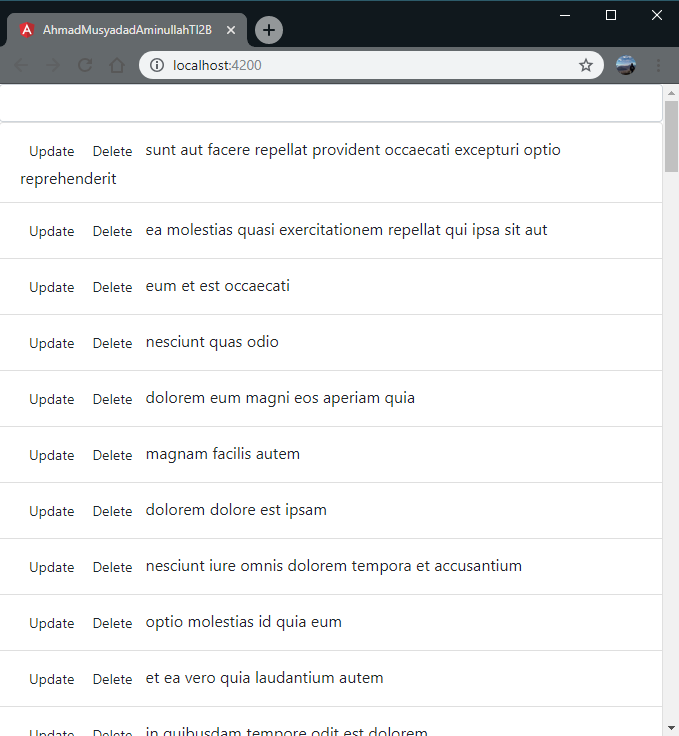 AhmadMusyadadAminullahTI2B
localhost:4200
Update Delete sunt aut facere repellat provident occaecati excepturi optio
reprehenderit
Update Delete ea molestias quasi exercitationem repellat qui ipsa sit aut
Update Delete eum et est occaecati
Update Delete nesciunt quas odio
Update Delete dolorem eum magni eos aperiam quia
Update Delete magnam facilis autem
Update Delete dolorem dolore est ipsam
Update Delete nesciunt iure omnis dolorem tempora et accusantium
Update Delete optio molestias id quia eum
Update Delete et ea vero quia laudantium autem
Update Delete in quibusdam tempore odit est dolorem